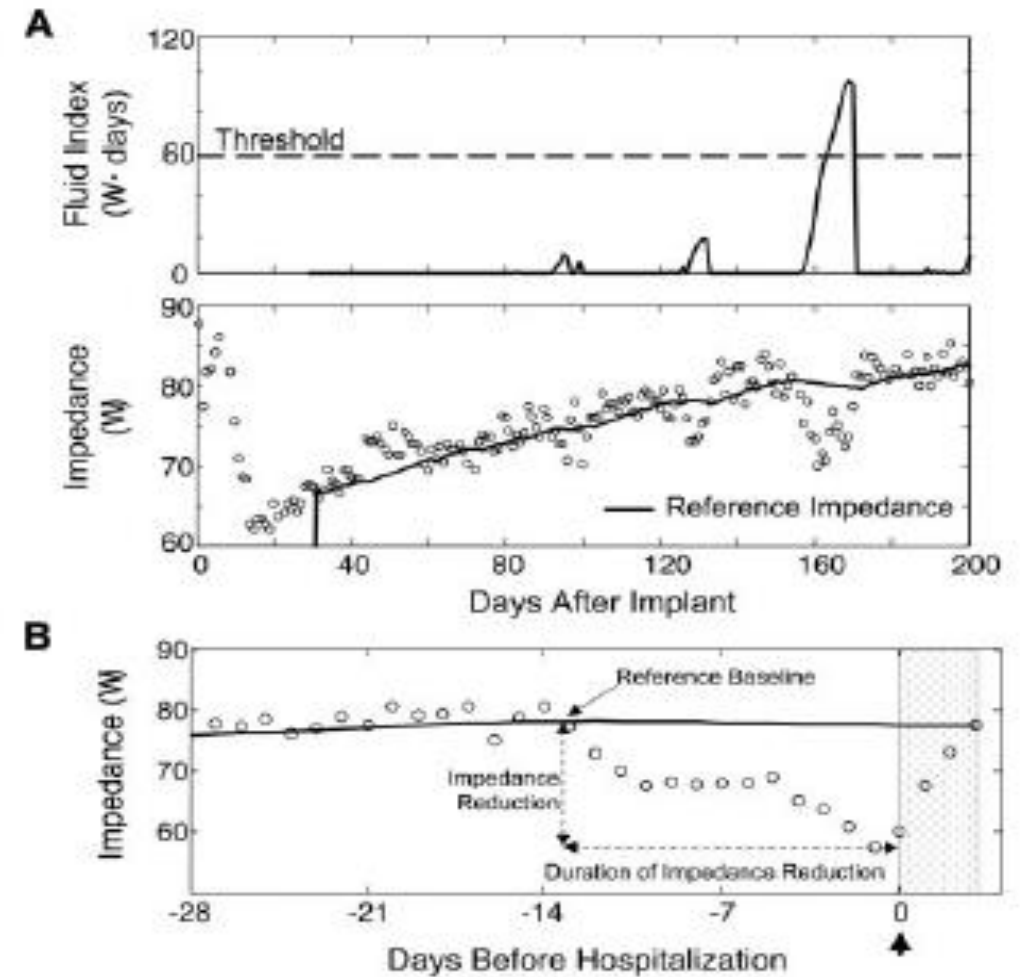 A
120
60
0
Fluid Iindex
(W· days)
Threshold
90
80
70
60
Impedance
(W)
Reference Impedance
0 40 80 120 160 200
Days After Implant
B
90
80
70
60
Impedance (W)
Reference Baseline
Impedance
Reduction
Duration of Impedance Reduction
-28 -21 -14 -7 0
Days Before Hospitalization